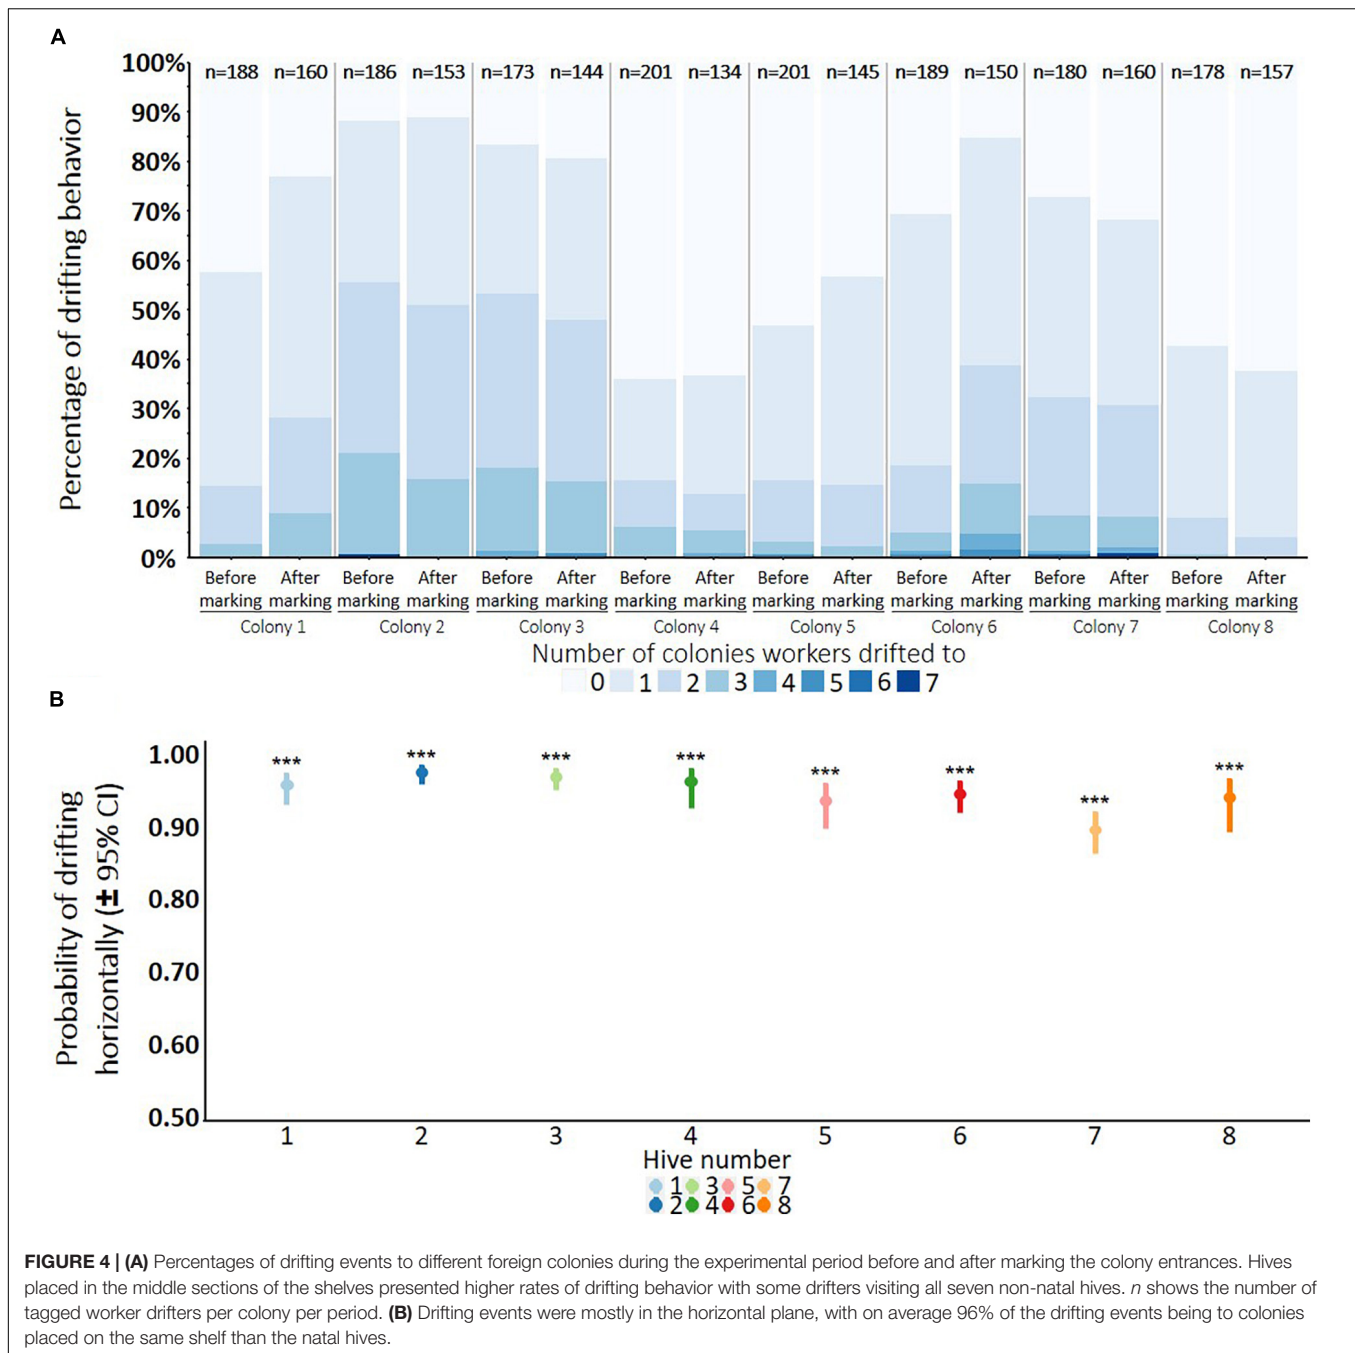 A
100% n=188 n=160 n=186 n=153 n=173 n=144 n=201 n=134 n=201 n=145 n=189 n=150 n=180 n=160 n=178 n=157
90%
80%
70%
60%
50%
40%
30%
20%
10%
0%
Percentage of drifting behavior
Before After Before After Before After Before After Before After Before After Before After Before After
marking marking marking marking marking marking marking marking marking marking marking marking marking marking marking marking
Colony 1 Colony 2 Colony 3 Colony 4 Colony 5 Colony 6 Colony 7 Colony 8
Number of colonies workers drifted to
0 1 2 3 4 5 6 7
B
Probability of drifting
horizontally (± 95% CI)
1.00
0.90
0.80
0.70
0.60
0.50
*** *** *** *** *** *** *** ***
1 2 3 4 5 6 7 8
Hive number
1 3 5 7
2 4 6 8
FIGURE 4 | (A) Percentages of drifting events to different foreign colonies during the experimental period before and after marking the colony entrances. Hives
placed in the middle sections of the shelves presented higher rates of drifting behavior with some drifters visiting all seven non-natal hives. n shows the number of
tagged worker drifters per colony per period. (B) Drifting events were mostly in the horizontal plane, with on average 96% of the drifting events being to colonies
placed on the same shelf than the natal hives.